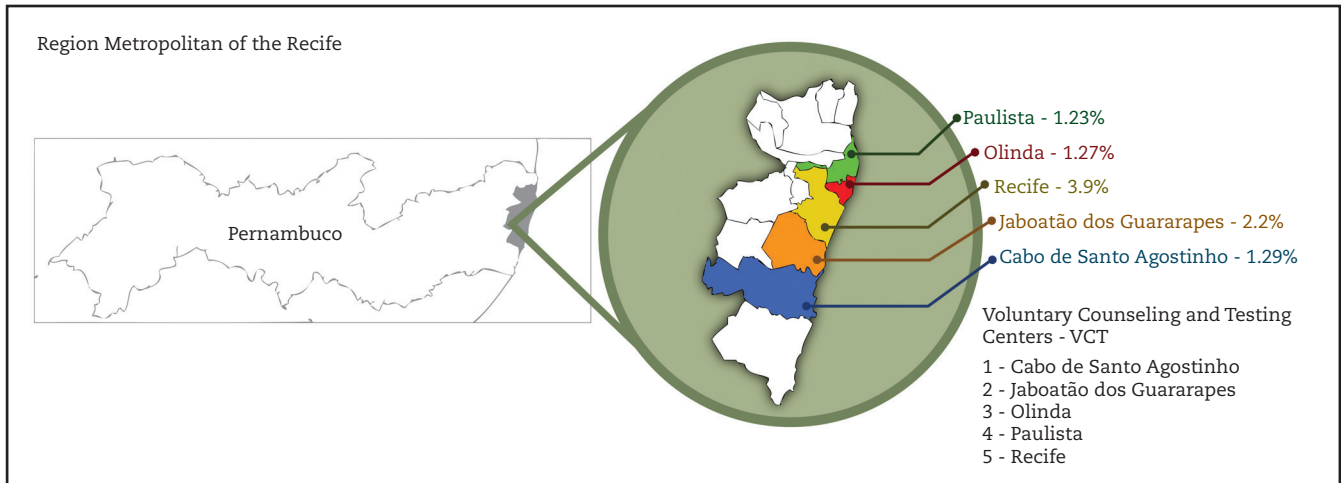 Region Metropolitan of the Recife
Pernambuco
Paulista - 1.23%
Olinda - 1.27%
Recife - 3.9%
Jaboatão dos Guararapes - 2.2%
Cabo de Santo Agostinho - 1.29%
Voluntary Counseling and Testing
Centers - VCT
1 - Cabo de Santo Agostinho
2 - Jaboatão dos Guararapes
3 - Olinda
4 - Paulista
5 - Recife